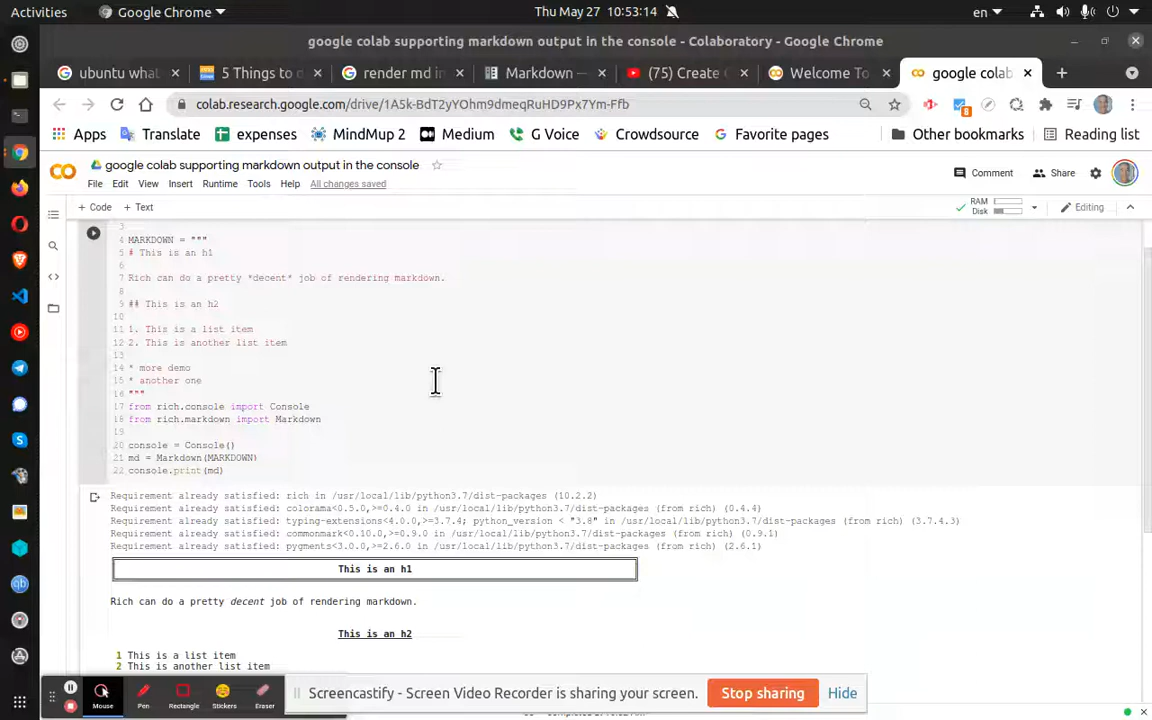 Activities Google Chrome Thu May 27 10:53:14 en
google colab supporting markdown output in the console - Colaboratory - Google Chrome
ubuntu what 5 Things to d render md in Markdown — (75) Create Welcome To google colab
colab.research.google.com/drive/1A5k-BdT2yYOhm9dmeqRuHD9Px7Ym-Ffb 6
Apps Translate expenses MindMup 2 Medium G Voice Crowdsource Favorite pages Other bookmarks Reading list
google colab supporting markdown output in the console
File Edit View Insert Runtime Tools Help All changes saved Comment Share
+ Code + Text RAM Disk Editing
3
4 MARKDOWN = """
5 # This is an h1
6
7 Rich can do a pretty *decent* job of rendering markdown.
8
9 ## This is an h2
10
11 1. This is a list item
12 2. This is another list item
13
14 * more demo
15 * another one
16 """
17 from rich.console import Console
18 from rich.markdown import Markdown
19
20 console = Console()
21 md = Markdown(MARKDOWN)
22 console.print(md)
Requirement already satisfied: rich in /usr/local/lib/python3.7/dist-packages (10.2.2)
Requirement already satisfied: colorama<0.5.0,>=0.4.0 in /usr/local/lib/python3.7/dist-packages (from rich) (0.4.4)
Requirement already satisfied: typing-extensions<4.0.0,>=3.7.4; python_version < "3.8" in /usr/local/lib/python3.7/dist-packages (from rich) (3.7.4.3)
Requirement already satisfied: commonmark<0.10.0,>=0.9.0 in /usr/local/lib/python3.7/dist-packages (from rich) (0.9.1)
Requirement already satisfied: pygments<3.0.0,>=2.6.0 in /usr/local/lib/python3.7/dist-packages (from rich) (2.6.1)
This is an h1
Rich can do a pretty decent job of rendering markdown.
This is an h2
1 This is a list item
2 This is another list item
Mouse Pen Rectangle Stickers Eraser
Screencastify - Screen Video Recorder is sharing your screen. Stop sharing Hide